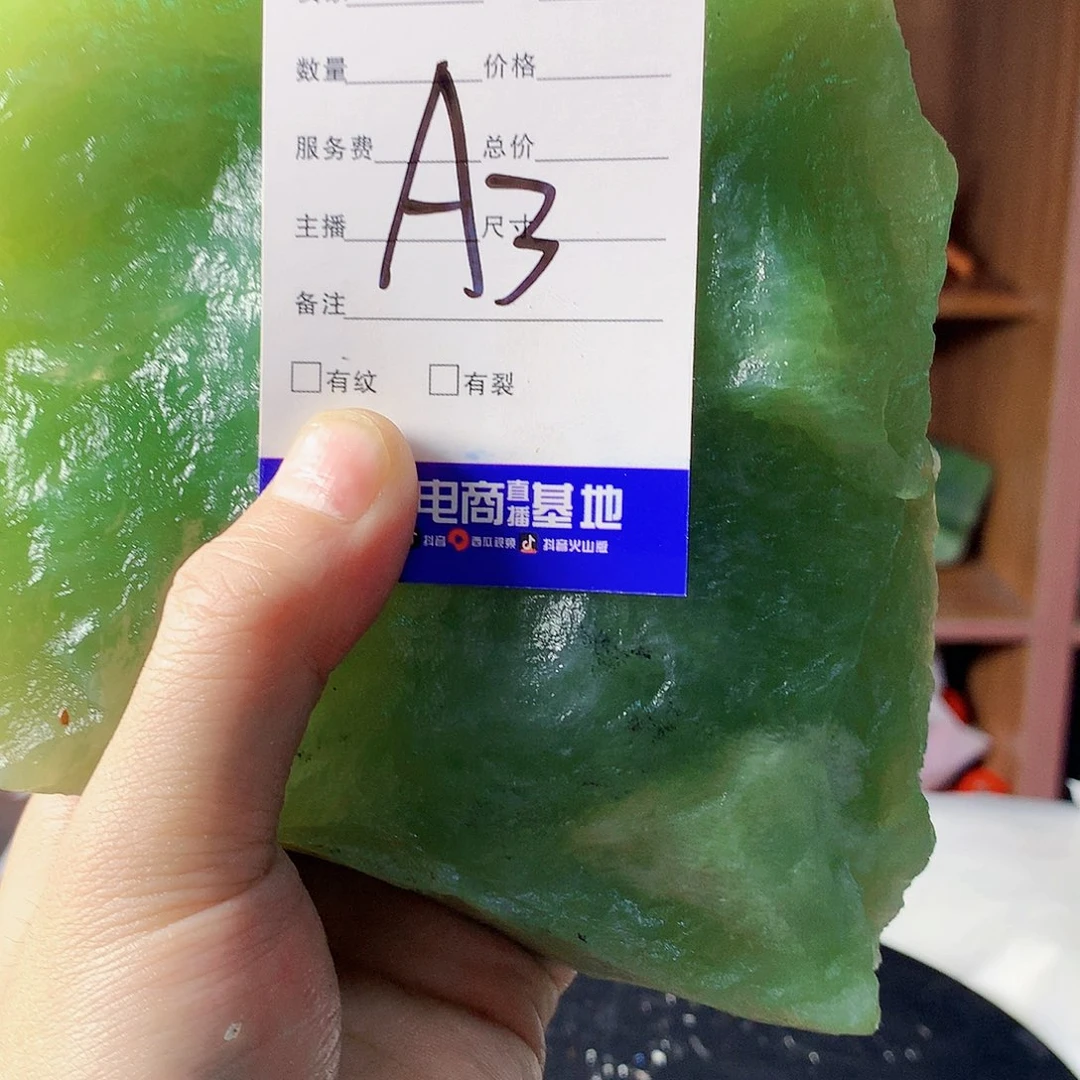 数量 价格
服务费 总价
A3
主播 尺寸
备注
有纹 有裂
电商直播基地
抖音 西瓜视频 抖音火山版